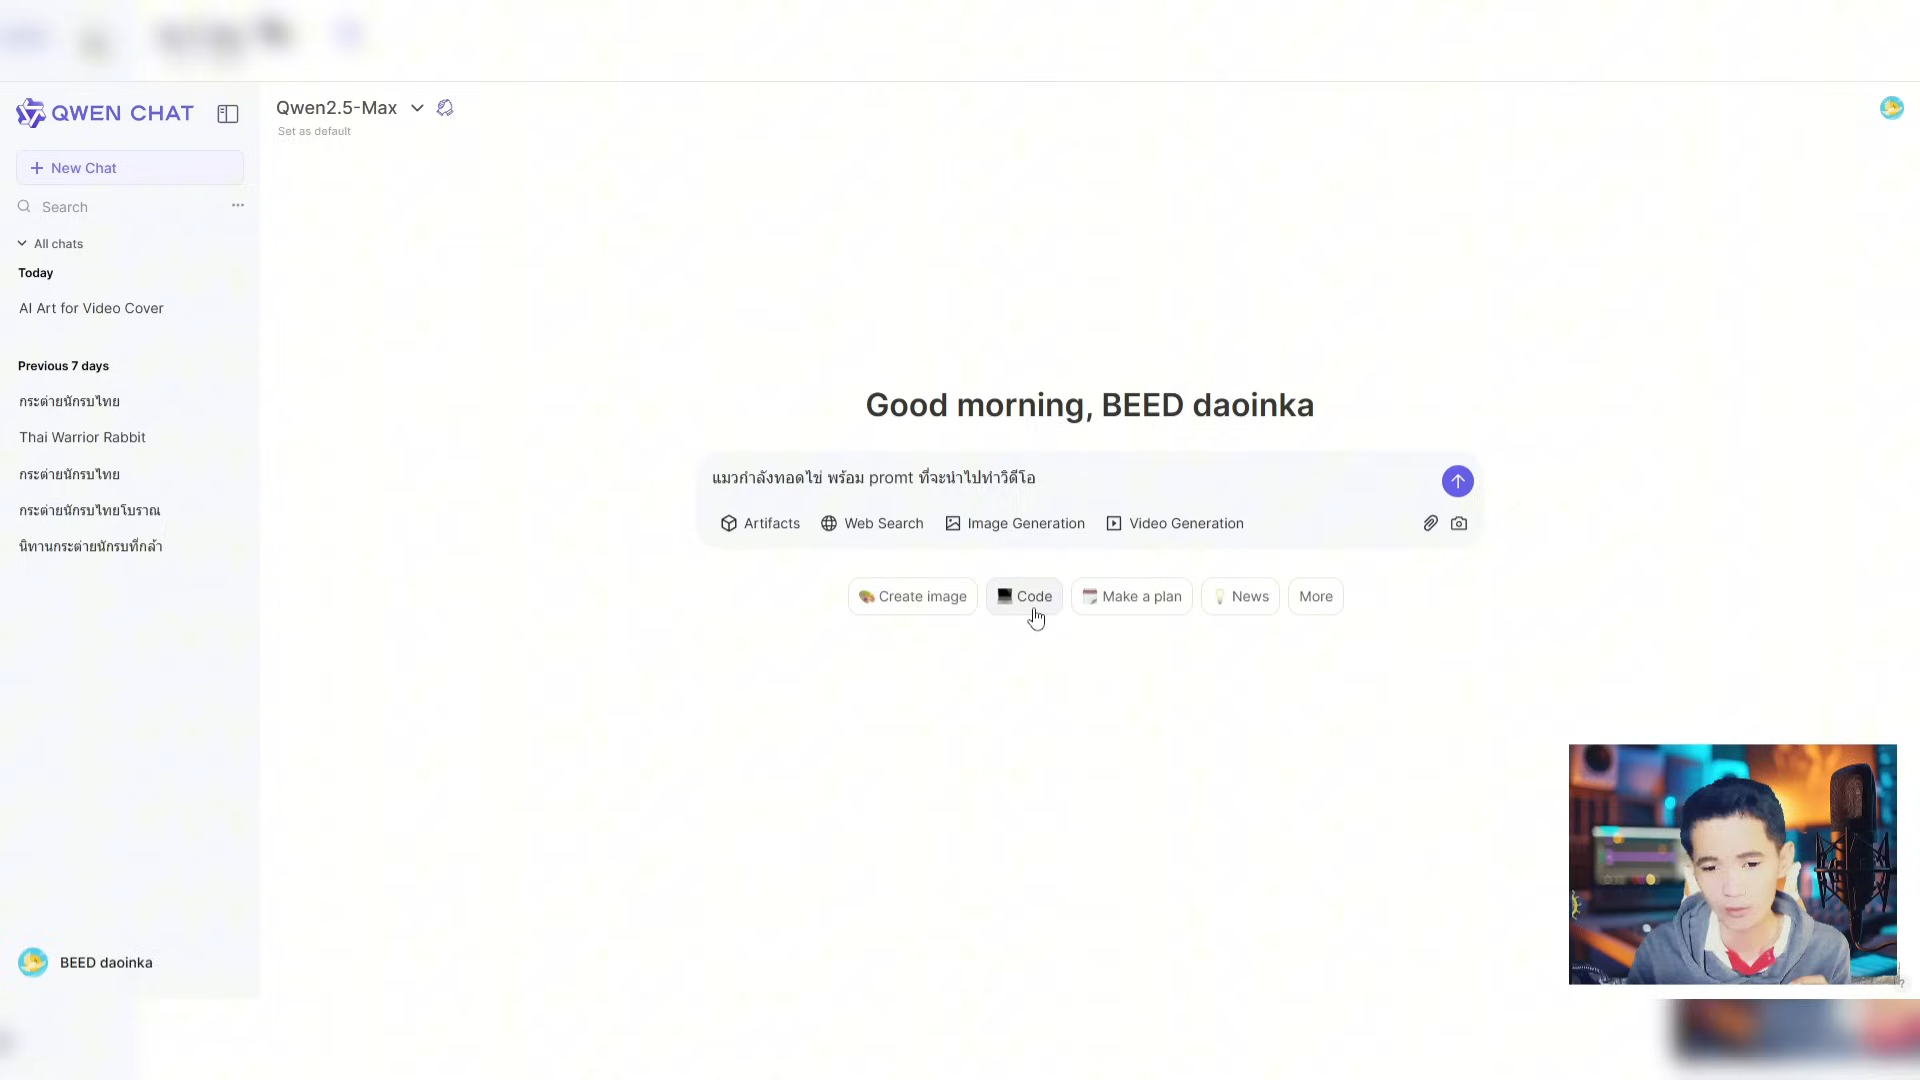 QWEN CHAT
Qwen2.5-Max
Set as default
New Chat
Search
All chats
Today
AI Art for Video Cover
Previous 7 days
กระต่ายนักรบไทย
Thai Warrior Rabbit
กระต่ายนักรบไทย
กระต่ายนักรบไทยโบราณ
นิทานกระต่ายนักรบที่กล้า
BEED daoinka
Good morning, BEED daoinka
แมวกำลังทอดไข่ พร้อม promt ที่จะนำไปทำวิดีโอ
Artifacts Web Search Image Generation Video Generation
Create image Code Make a plan News More